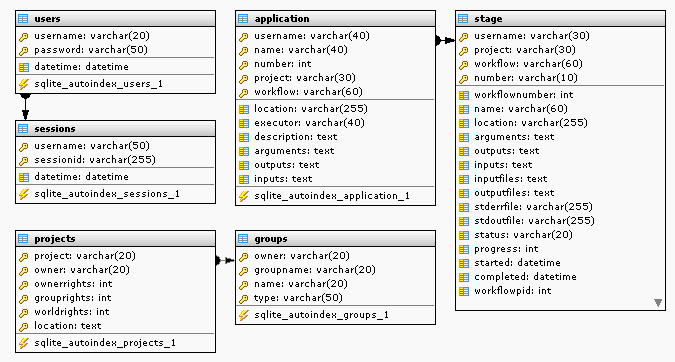 users
username: varchar(20)
password: varchar(50)
datetime: datetime
sqlite_autoindex_users_1
sessions
username: varchar(50)
sessionid: varchar(255)
datetime: datetime
sqlite_autoindex_sessions_1
projects
project: varchar(20)
owner: varchar(20)
ownerrights: int
grouprights: int
worldrights: int
location: text
sqlite_autoindex_projects_1
application
username: varchar(40)
name: varchar(40)
number: int
project: varchar(30)
workflow: varchar(60)
location: varchar(255)
executor: varchar(40)
description: text
arguments: text
outputs: text
inputs: text
sqlite_autoindex_application_1
groups
owner: varchar(20)
groupname: varchar(20)
name: varchar(20)
type: varchar(50)
sqlite_autoindex_groups_1
stage
username: varchar(30)
project: varchar(30)
workflow: varchar(60)
number: varchar(10)
workflownumber: int
name: varchar(60)
location: varchar(255)
arguments: text
outputs: text
inputs: text
inputfiles: text
outputfiles: text
stderrfile: varchar(255)
stdoutfile: varchar(255)
status: varchar(20)
progress: int
started: datetime
completed: datetime
workflowpid: int